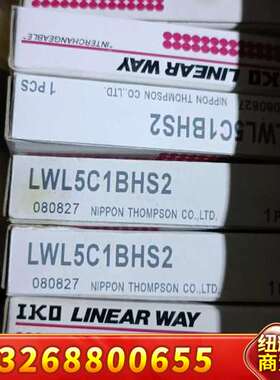 "INTERCHANGEABLE"
IKO LINEAR WAY
1 PCS
LWL5C1BHS2
NIPPON THOMPSON CO.,LTD.
080827
LWL5C1BHS2
080827 NIPPON THOMPSON CO.,LTD.
LWL5C1BHS2
080827 NIPPON THOMPSON CO.,LTD.
IKO LINEAR WAY
13268800655